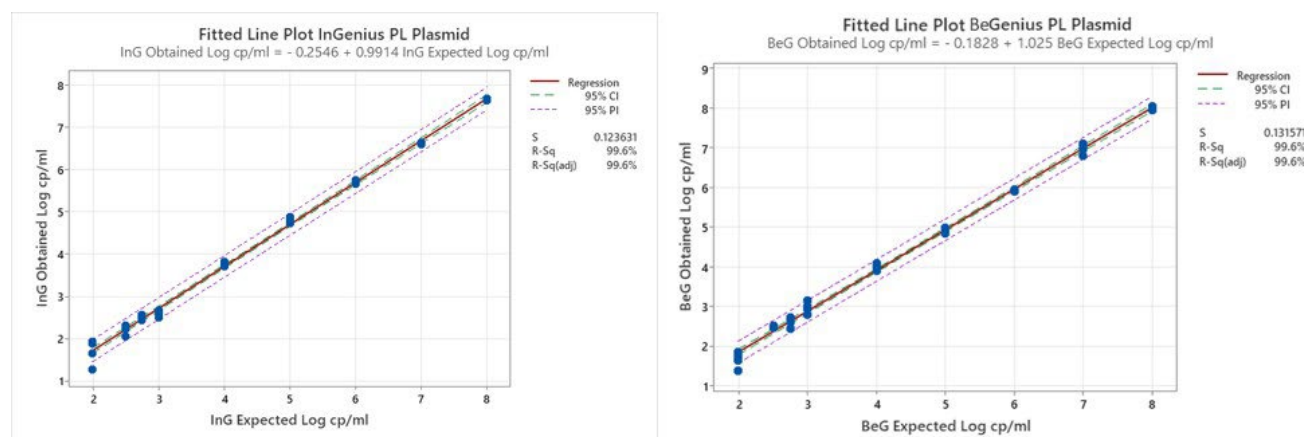 Fitted Line Plot InGenius PL Plasmid
InG Obtained Log cp/ml = - 0.2546 + 0.9914 InG Expected Log cp/ml
InG Obtained Log cp/ml
8
7
6
5
4
3
2
1
2 3 4 5 6 7 8
InG Expected Log cp/ml
Regression
95% CI
95% PI
S 0.123631
R-Sq 99.6%
R-Sq(adj) 99.6%
Fitted Line Plot BeGenius PL Plasmid
BeG Obtained Log cp/ml = - 0.1828 + 1.025 BeG Expected Log cp/ml
BeG Obtained Log cp/ml
9
8
7
6
5
4
3
2
1
2 3 4 5 6 7 8
BeG Expected Log cp/ml
Regression
95% CI
95% PI
S 0.131571
R-Sq 99.6%
R-Sq(adj) 99.6%